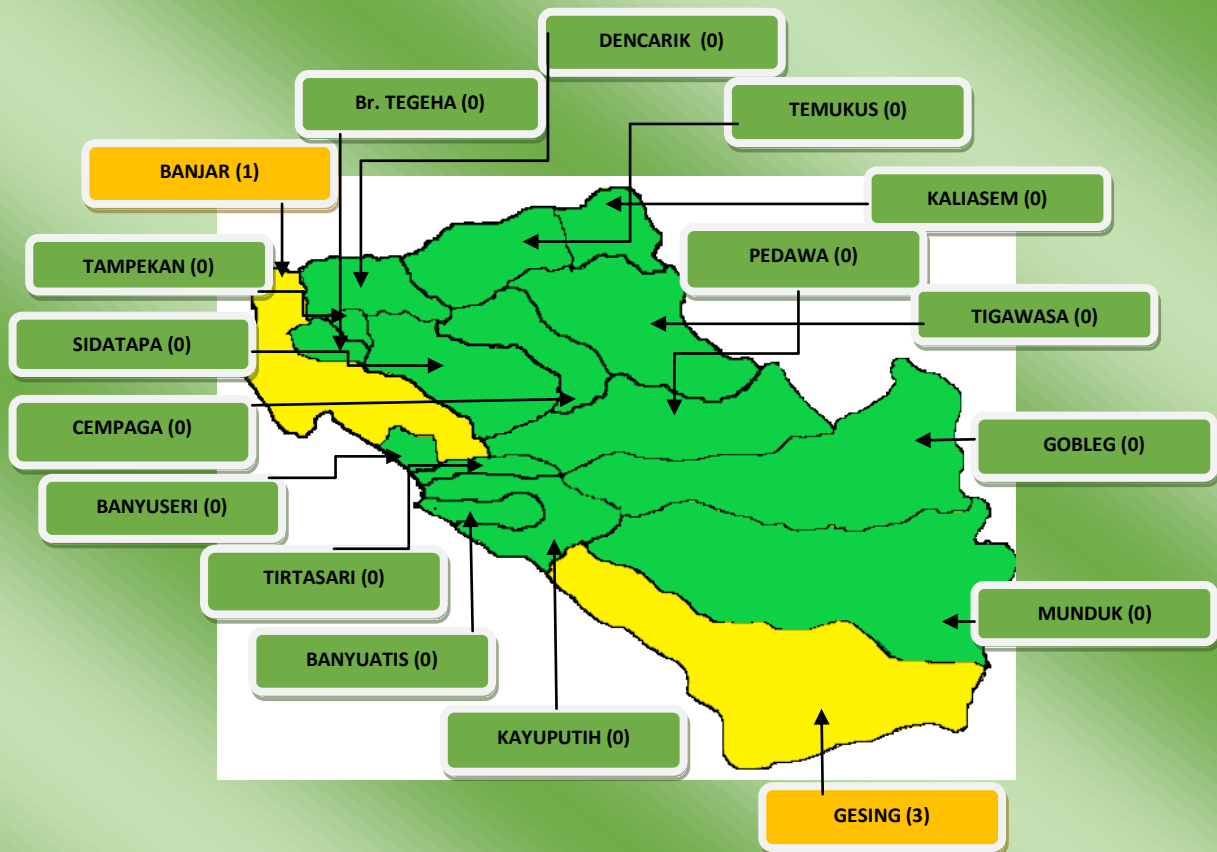 DENCARIK (0)
Br. TEGEHA (0)
TEMUKUS (0)
BANJAR (1)
KALIASEM (0)
TAMPEKAN (0)
PEDAWA (0)
SIDATAPA (0)
TIGAWASA (0)
CEMPAGA (0)
GOBLEG (0)
BANYUSERI (0)
TIRTASARI (0)
MUNDUK (0)
BANYUATIS (0)
KAYUPUTIH (0)
GESING (3)